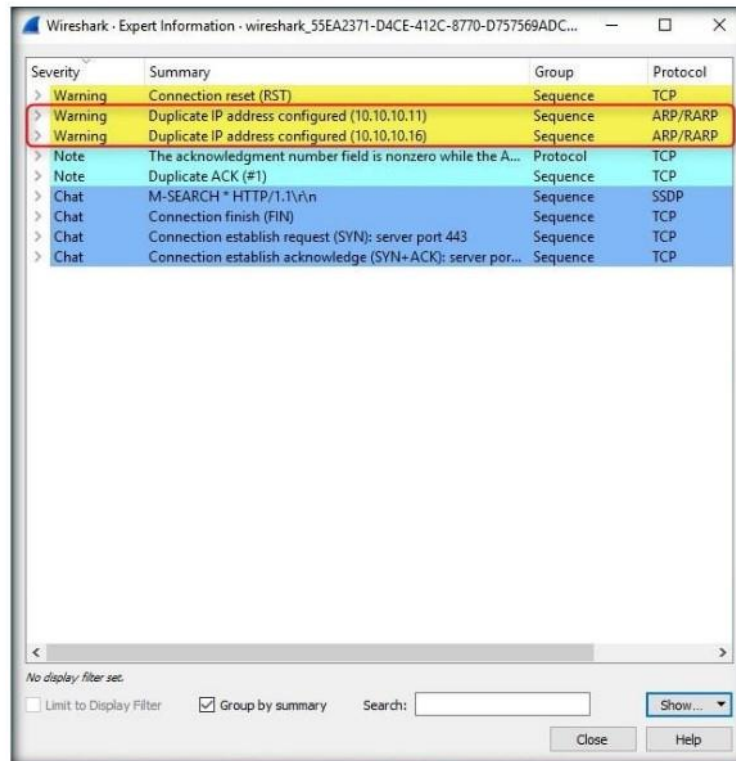 Wireshark · Expert Information · wireshark_55EA2371-D4CE-412C-8770-D757569ADC...
Severity Summary Group Protocol
Warning Connection reset (RST) Sequence TCP
Warning Duplicate IP address configured (10.10.10.11) Sequence ARP/RARP
Warning Duplicate IP address configured (10.10.10.16) Sequence ARP/RARP
Note The acknowledgment number field is nonzero while the A... Protocol TCP
Note Duplicate ACK (#1) Sequence TCP
Chat M-SEARCH * HTTP/1.1\r\n Sequence SSDP
Chat Connection finish (FIN) Sequence TCP
Chat Connection establish request (SYN): server port 443 Sequence TCP
Chat Connection establish acknowledge (SYN+ACK): server por... Sequence TCP
No display filter set.
Limit to Display Filter Group by summary Search: Show...
Close Help